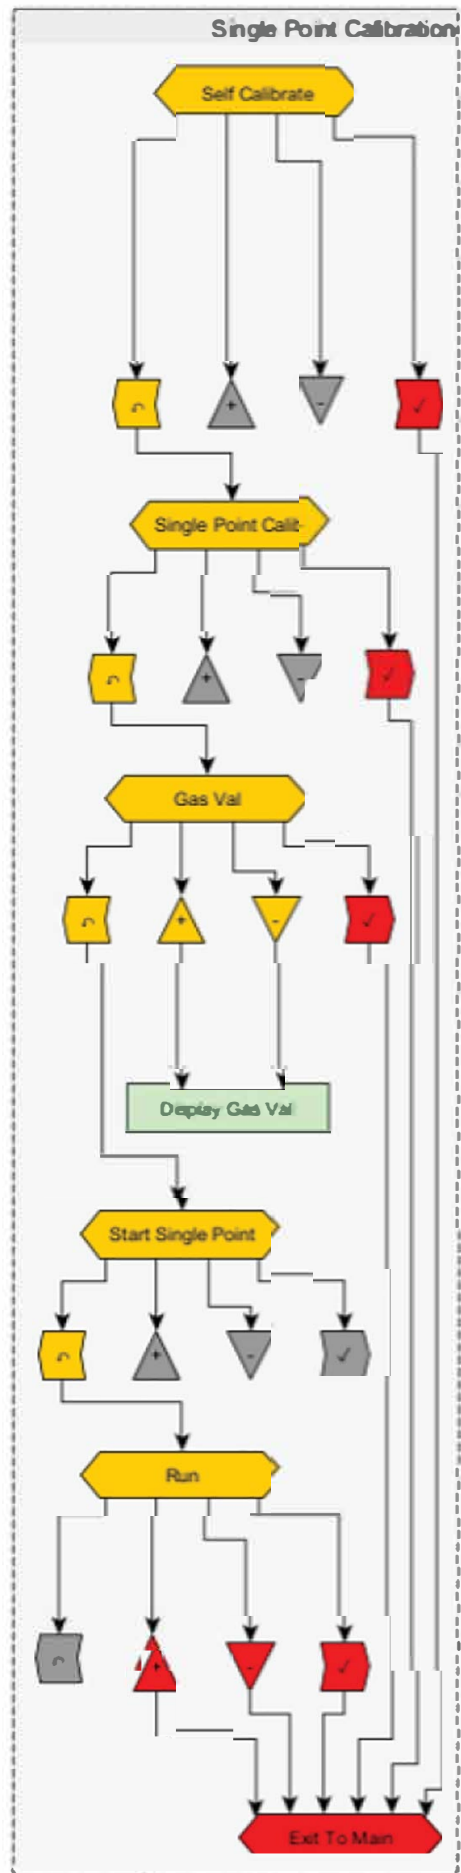 Single Point Calibration
Self Calibrate
+ - ✓
Single Point Calib
+ - ✓
Gas Val
+ - ✓
Display Gas Val
Start Single Point
+ - ✓
Run
+ - ✓
Exit To Main